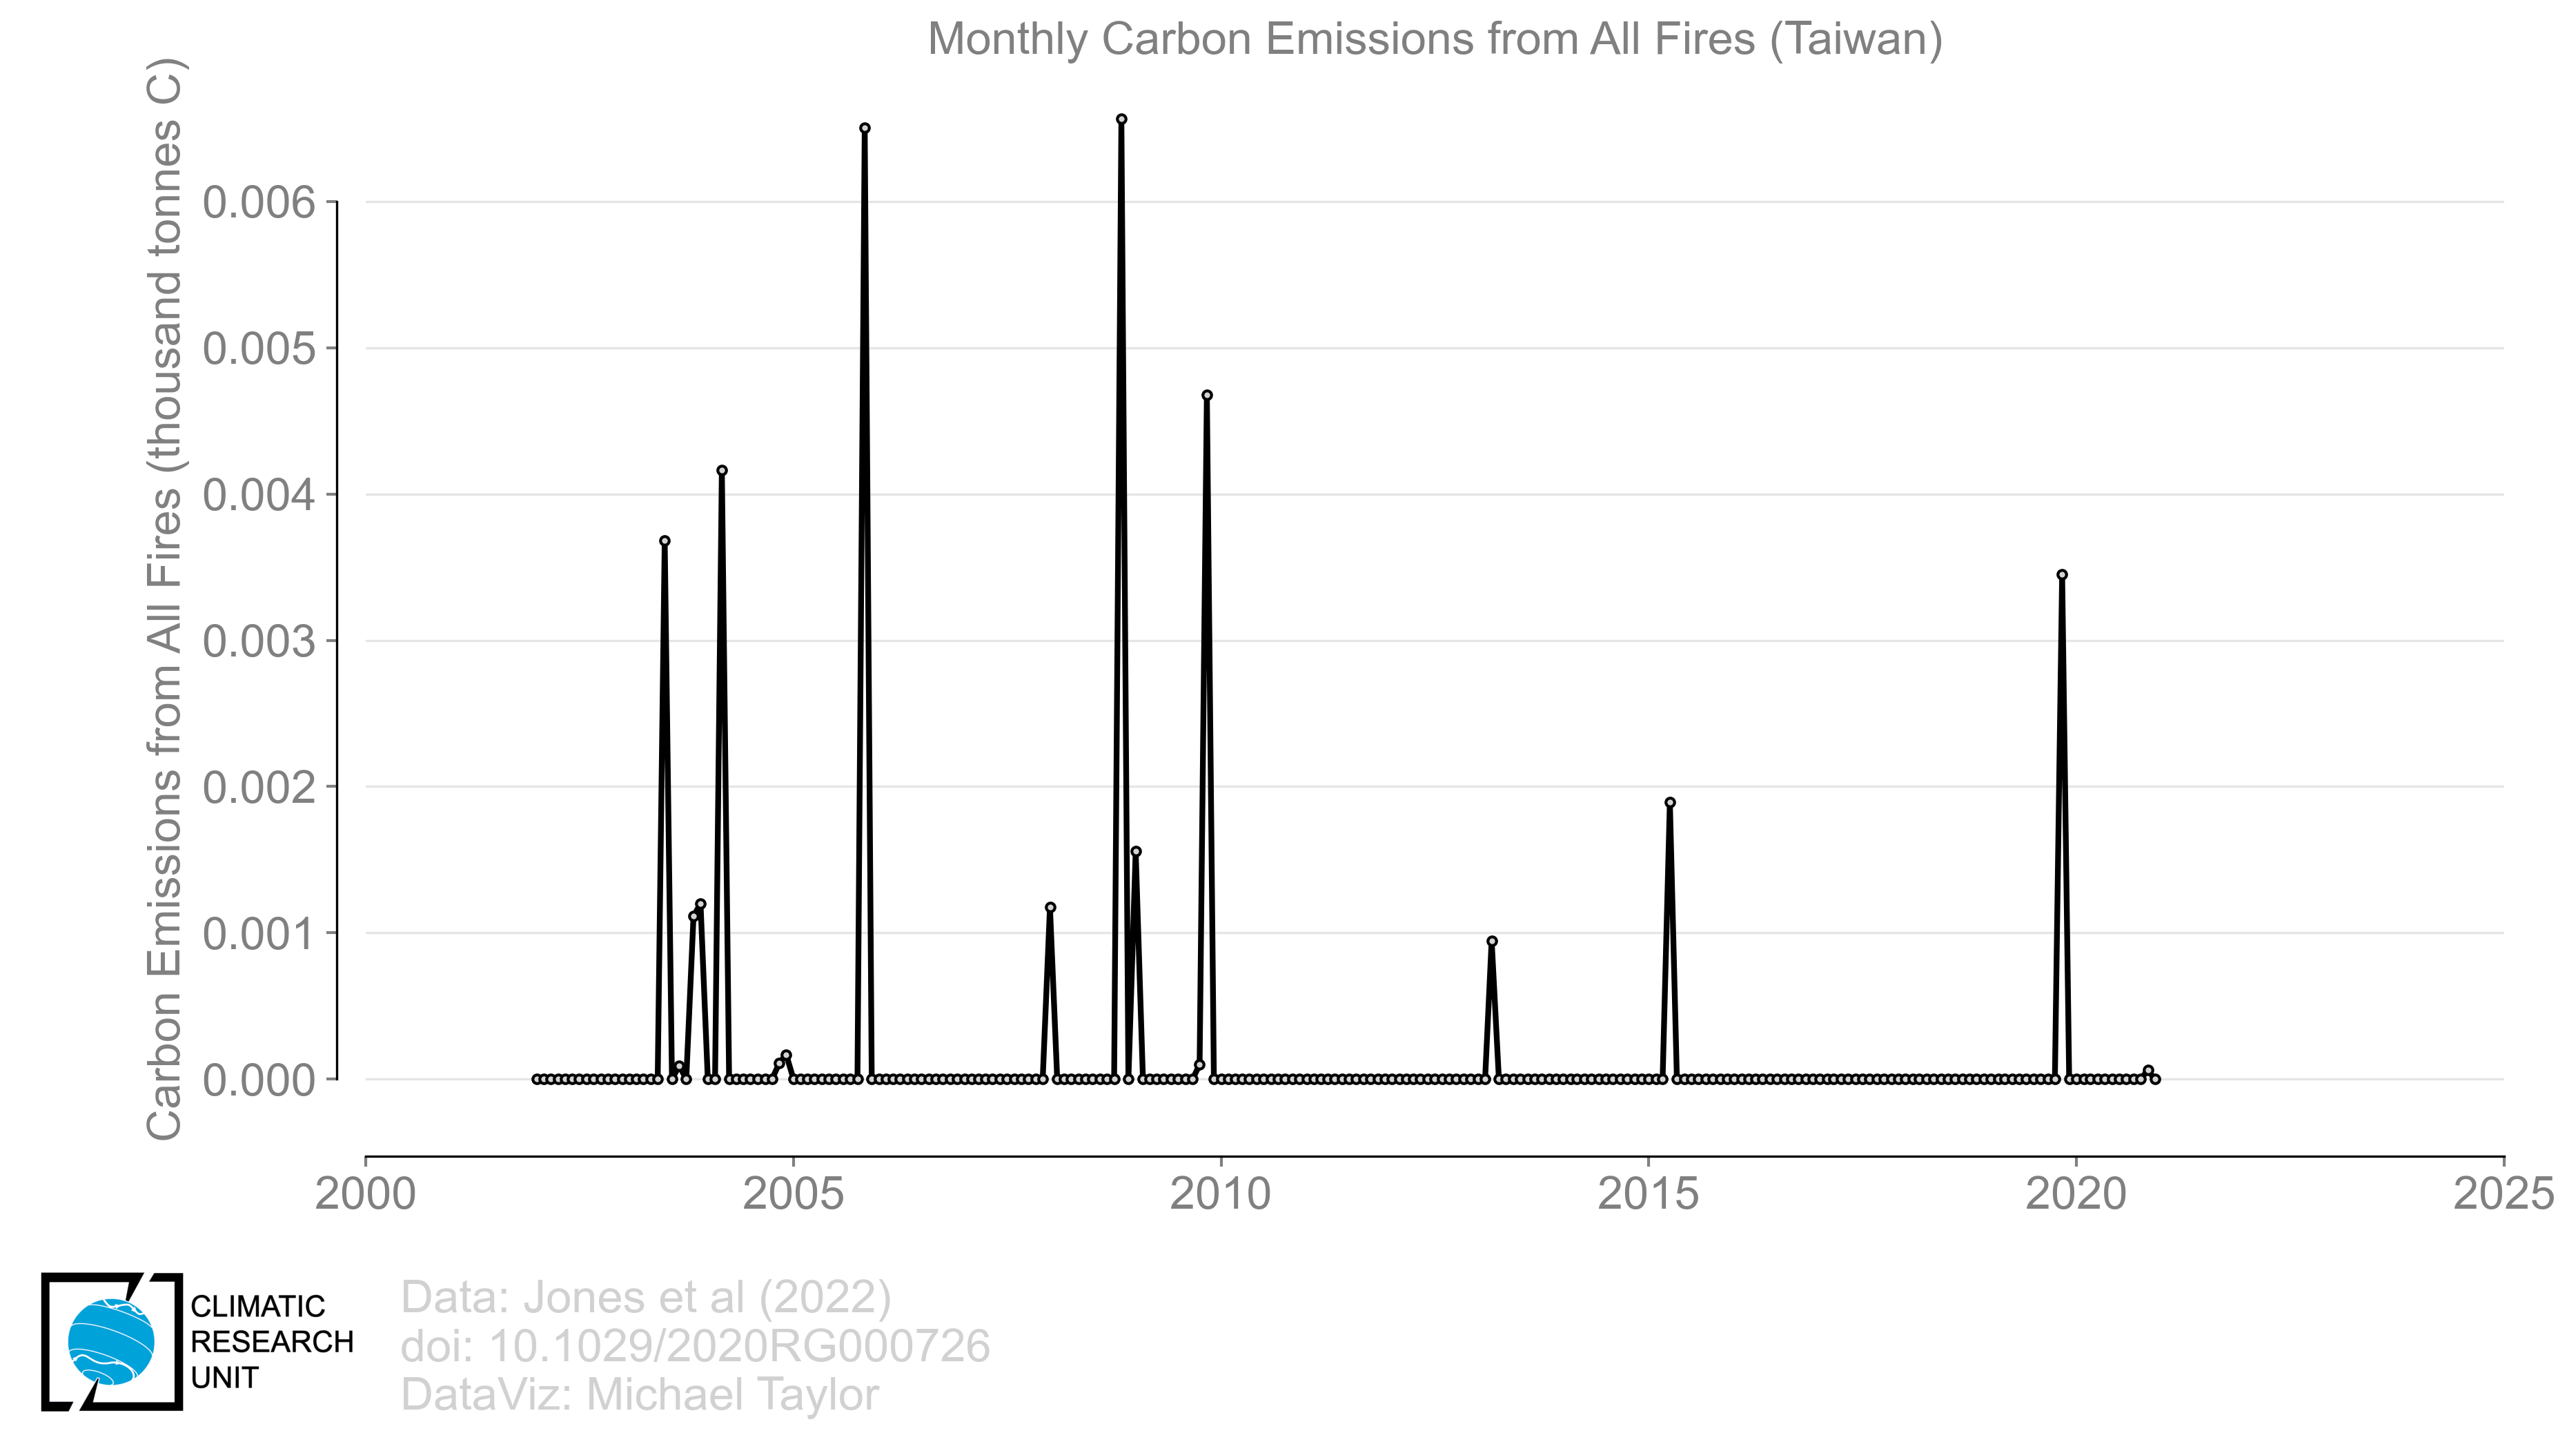 Monthly Carbon Emissions from All Fires (Taiwan)
Carbon Emissions from All Fires (thousand tonnes C)
0.006
0.005
0.004
0.003
0.002
0.001
0.000
2000 2005 2010 2015 2020 2025
CLIMATIC
RESEARCH
UNIT
Data: Jones et al (2022)
doi: 10.1029/2020RG000726
DataViz: Michael Taylor